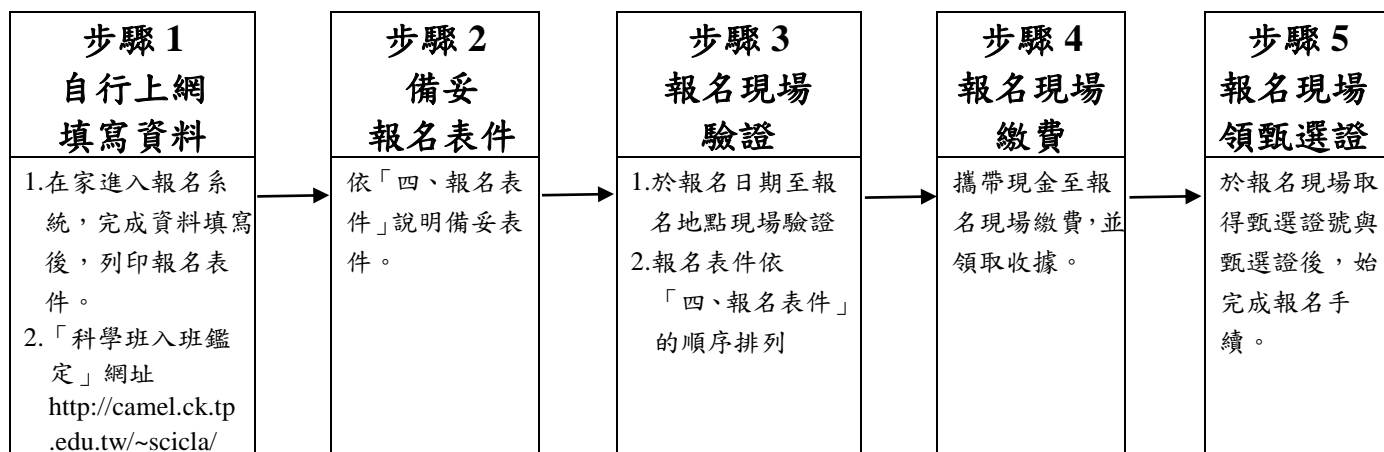 步驟 1
自行上網
填寫資料
1.在家進入報名系
統，完成資料填寫
後，列印報名表
件。
2.「科學班入班鑑
定」網址
http://camel.ck.tp
.edu.tw/~scicla/
步驟 2
備妥
報名表件
依「四、報名表
件」說明備妥表
件。
步驟 3
報名現場
驗證
1.於報名日期至報
名地點現場驗證
2.報名表件依
「四、報名表件」
的順序排列
步驟 4
報名現場
繳費
攜帶現金至報
名現場繳費，並
領取收據。
步驟 5
報名現場
領甄選證
於報名現場取
得甄選證號與
甄選證後，始
完成報名手
續。